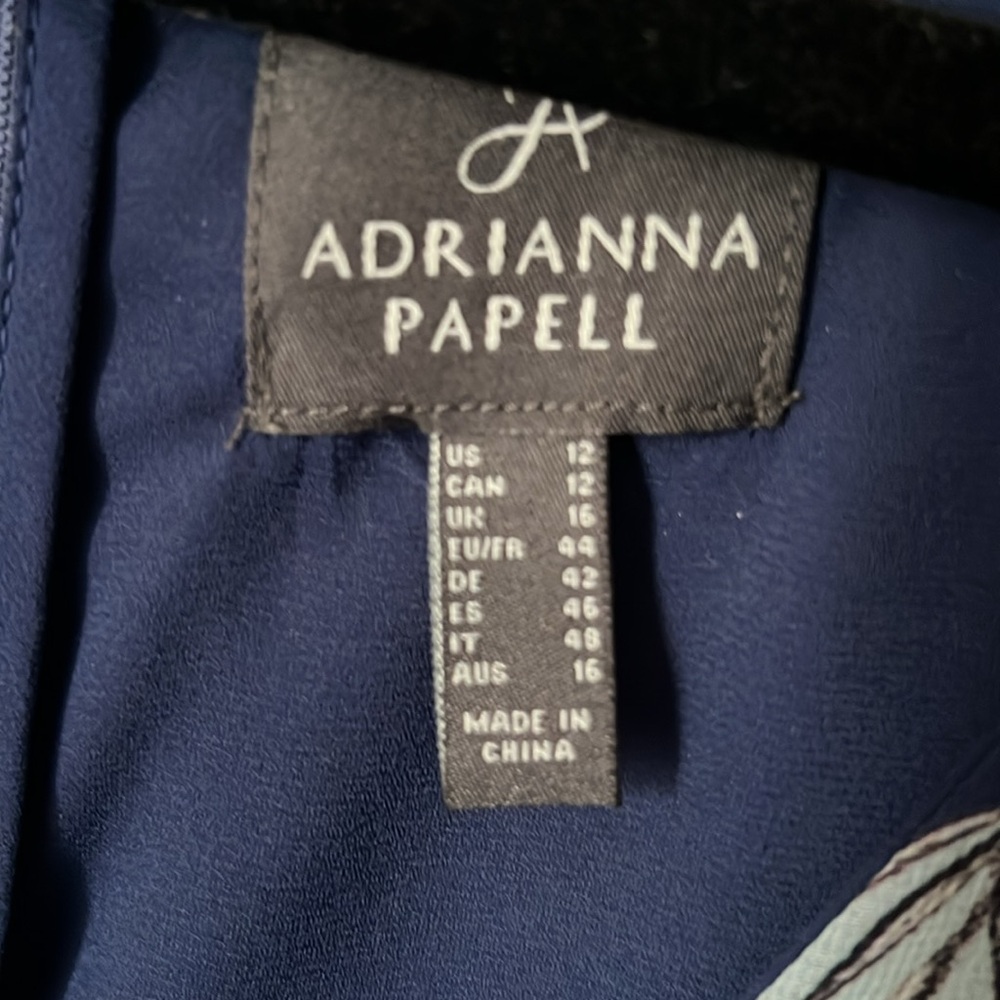 A
ADRIANNA
PAPELL
US 12
CAN 12
UK 16
EU/FR 44
DE 42
ES 46
IT 48
AUS 16
MADE IN
CHINA